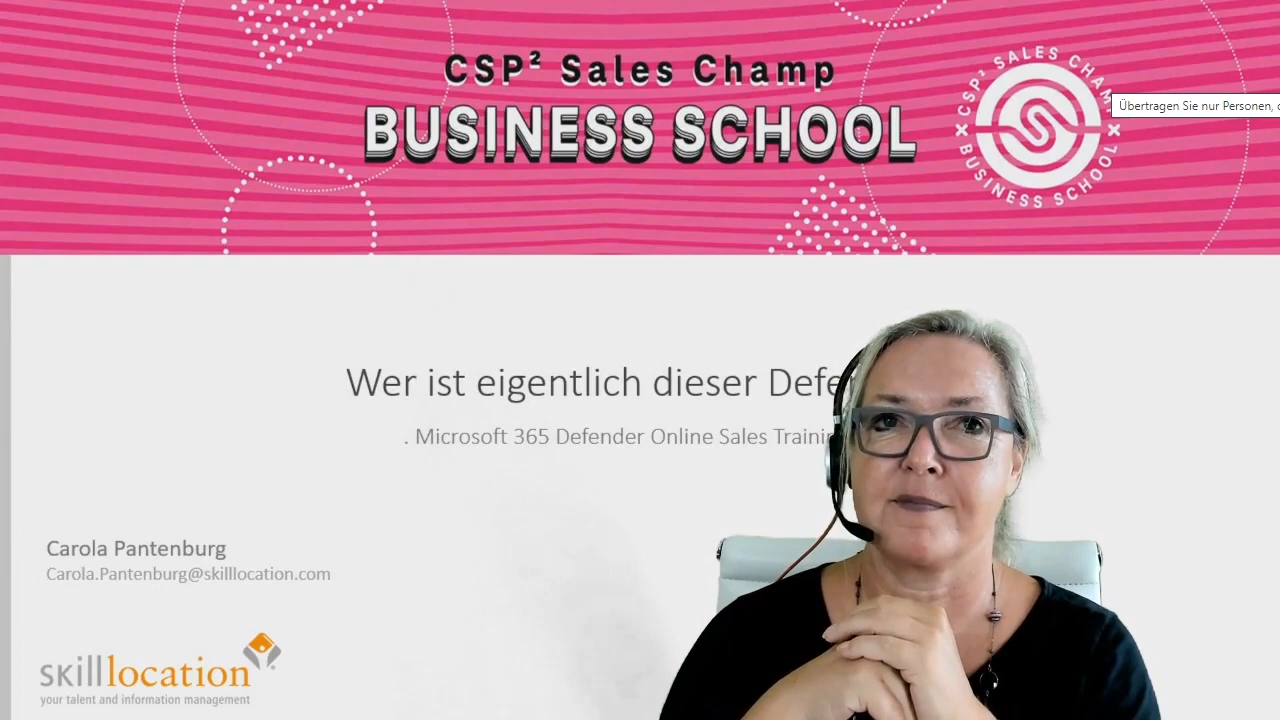 CSP² Sales Champ
BUSINESS SCHOOL
CSP² SALES CHAMP
BUSINESS SCHOOL
Übertragen Sie nur Personen,
Wer ist eigentlich dieser
. Microsoft 365 Defender Online Sales
Carola Pantenburg
Carola.Pantenburg@skilllocation.com
skilllocation
your talent and information management